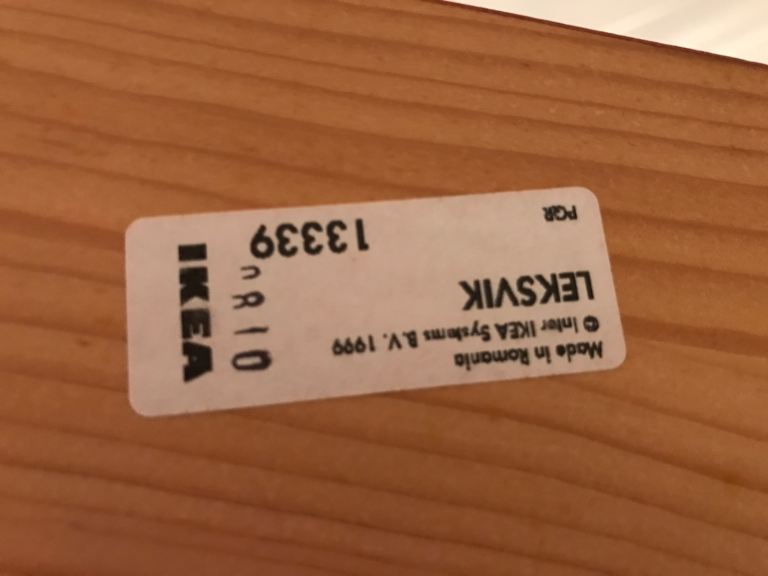 Made in Romania
© Inter IKEA Systems B.V. 1999
LEKSVIK
PGR
13339
IKEA